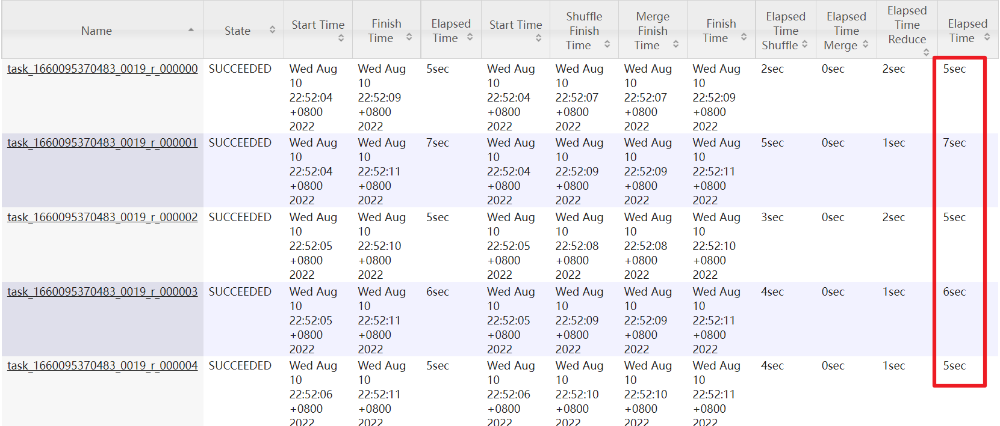 Name State Start Time Finish Time Elapsed Time Start Time Shuffle Finish Time Merge Finish Time Finish Time Elapsed Time Shuffle Elapsed Time Merge Elapsed Time Reduce Elapsed Time
task_1660095370483_0019_r_000000 SUCCEEDED Wed Aug Wed Aug 5sec Wed Aug Wed Aug Wed Aug Wed Aug 2sec 0sec 2sec 5sec
10 10 10 10 10 10
22:52:04 22:52:09 22:52:04 22:52:07 22:52:07 22:52:09
+0800 +0800 +0800 +0800 +0800 +0800
2022 2022 2022 2022 2022 2022
task_1660095370483_0019_r_000001 SUCCEEDED Wed Aug Wed Aug 7sec Wed Aug Wed Aug Wed Aug Wed Aug 5sec 0sec 1sec 7sec
10 10 10 10 10 10
22:52:04 22:52:11 22:52:04 22:52:09 22:52:09 22:52:11
+0800 +0800 +0800 +0800 +0800 +0800
2022 2022 2022 2022 2022 2022
task_1660095370483_0019_r_000002 SUCCEEDED Wed Aug Wed Aug 5sec Wed Aug Wed Aug Wed Aug Wed Aug 3sec 0sec 2sec 5sec
10 10 10 10 10 10
22:52:05 22:52:10 22:52:05 22:52:08 22:52:08 22:52:10
+0800 +0800 +0800 +0800 +0800 +0800
2022 2022 2022 2022 2022 2022
task_1660095370483_0019_r_000003 SUCCEEDED Wed Aug Wed Aug 6sec Wed Aug Wed Aug Wed Aug Wed Aug 4sec 0sec 1sec 6sec
10 10 10 10 10 10
22:52:05 22:52:11 22:52:05 22:52:09 22:52:09 22:52:11
+0800 +0800 +0800 +0800 +0800 +0800
2022 2022 2022 2022 2022 2022
task_1660095370483_0019_r_000004 SUCCEEDED Wed Aug Wed Aug 5sec Wed Aug Wed Aug Wed Aug Wed Aug 4sec 0sec 1sec 5sec
10 10 10 10 10 10
22:52:06 22:52:11 22:52:06 22:52:10 22:52:10 22:52:11
+0800 +0800 +0800 +0800 +0800 +0800
2022 2022 2022 2022 2022 2022